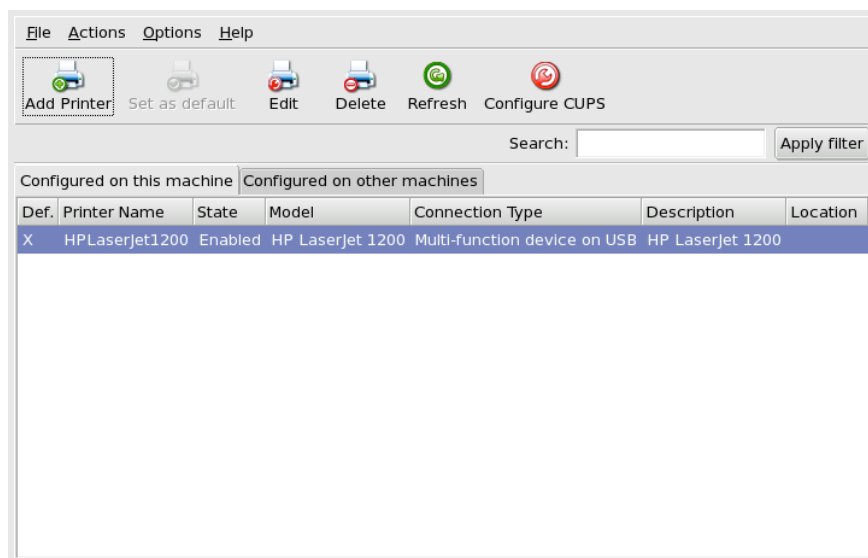 File Actions Options Help
Add Printer Set as default Edit Delete Refresh Configure CUPS
Search: Apply filter
Configured on this machine Configured on other machines
Def. Printer Name State Model Connection Type Description Location
X HPLaserJet1200 Enabled HP LaserJet 1200 Multi-function device on USB HP LaserJet 1200